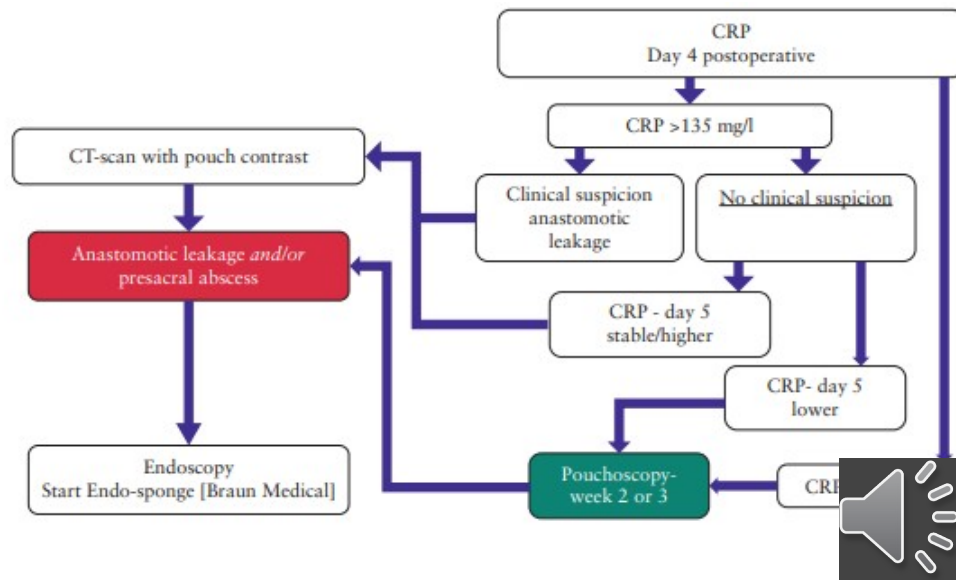 CRP
Day 4 postoperative
CRP >135 mg/l
CT-scan with pouch contrast
Clinical suspicion
anastomotic
leakage
No clinical suspicion
Anastomotic leakage and/or
presacral abscess
CRP - day 5
stable/higher
CRP- day 5
lower
Endoscopy
Start Endo-sponge [Braun Medical]
Pouchoscopy-
week 2 or 3
CRP